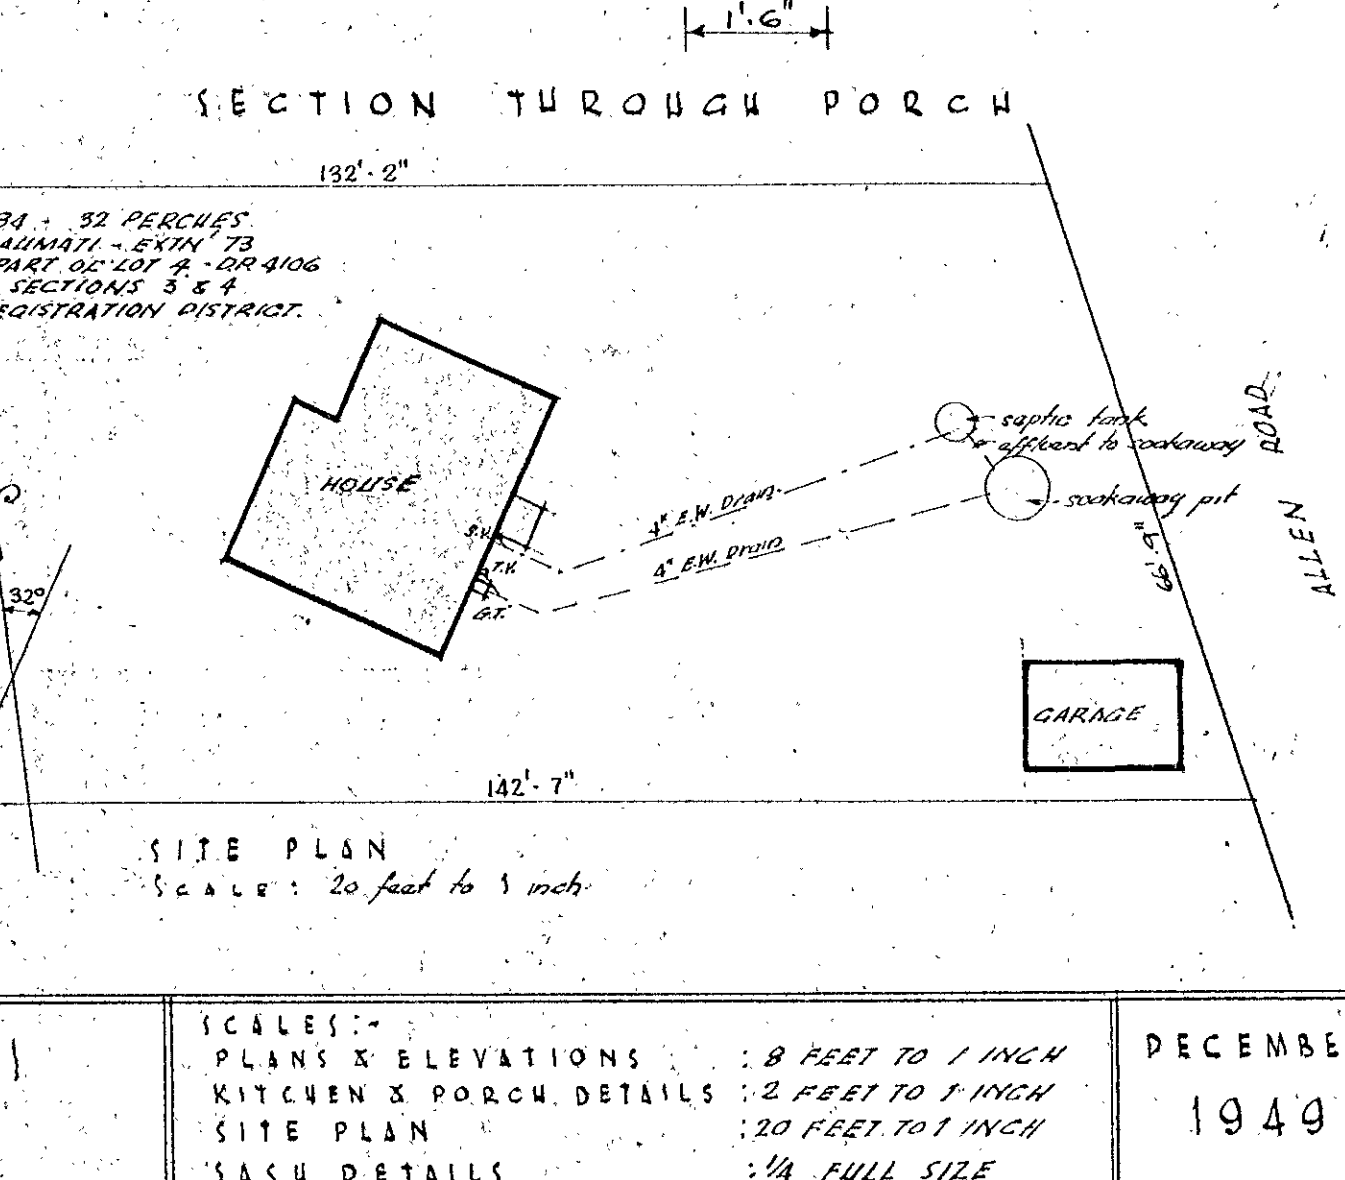 1'·6"
SECTION THROUGH PORCH
132'·2"
34 + 32 PERCHES
EXTN 73
PART OF LOT 4 - DP 4106
SECTIONS 3 & 4
REGISTRATION DISTRICT.
HOUSE
septic tank
effluent to soakaway
soakaway pit
4" E.W. Drain
4" E.W. Drain
S.V.
T.V.
G.T.
32°
66'·9"
ALLEN ROAD
GARAGE
142'·7"
SITE PLAN
SCALE: 20 feet to 1 inch
SCALES:-
PLANS & ELEVATIONS : 8 FEET TO 1 INCH
KITCHEN & PORCH DETAILS : 2 FEET TO 1 INCH
SITE PLAN : 20 FEET TO 1 INCH
SASH DETAILS : 1/4 FULL SIZE
DECEMBE
1949